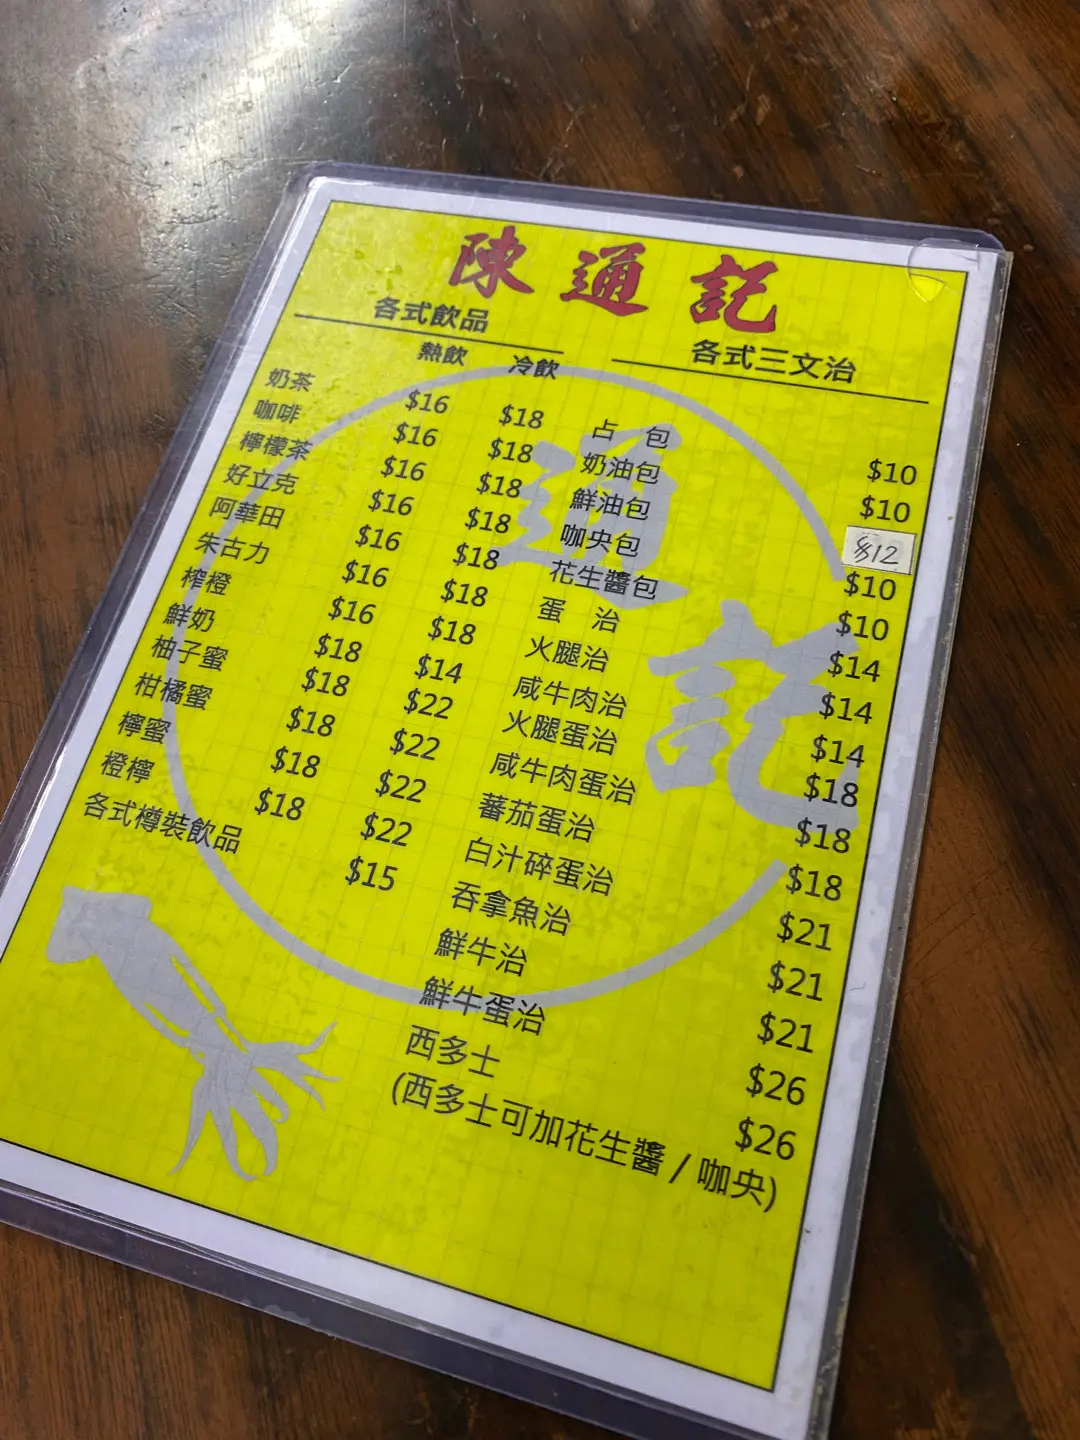 陳通記
各式飲品
熱飲 冷飲
奶茶 $16 $18
咖啡 $16 $18
檸檬茶 $16 $18
好立克 $16 $18
阿華田 $16 $18
朱古力 $16 $18
榨橙 $16 $18
鮮奶 $18 $14
柚子蜜 $18 $22
柑橘蜜 $18 $22
檸蜜 $18 $22
橙檸 $18 $22
各式樽裝飲品 $15
各式三文治
占 包 $10
奶油包 $10
鮮油包 $12
咖央包 $10
花生醬包 $10
蛋 治 $14
火腿治 $14
咸牛肉治 $14
火腿蛋治 $18
咸牛肉蛋治 $18
蕃茄蛋治 $18
白汁碎蛋治 $21
吞拿魚治 $21
鮮牛治 $21
鮮牛蛋治 $26
西多士 $26
(西多士可加花生醬 / 咖央)
通記